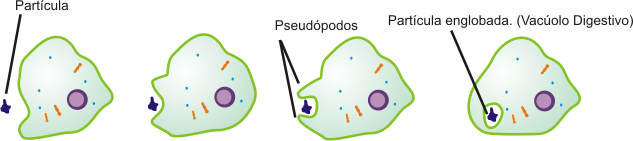 Partícula
Pseudópodos
Partícula englobada. (Vacúolo Digestivo)